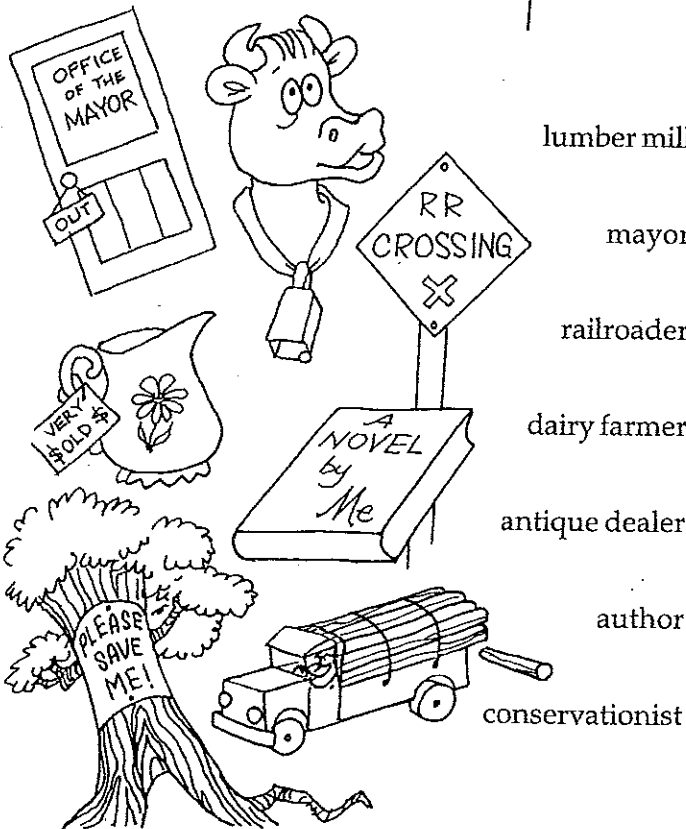 OFFICE
OF THE
MAYOR
OUT
RR
CROSSING
VERY
$OLD $
A
NOVEL
by
Me
PLEASE
SAVE
ME!
lumber mill
mayor
railroader
dairy farmer
antique dealer
author
conservationist